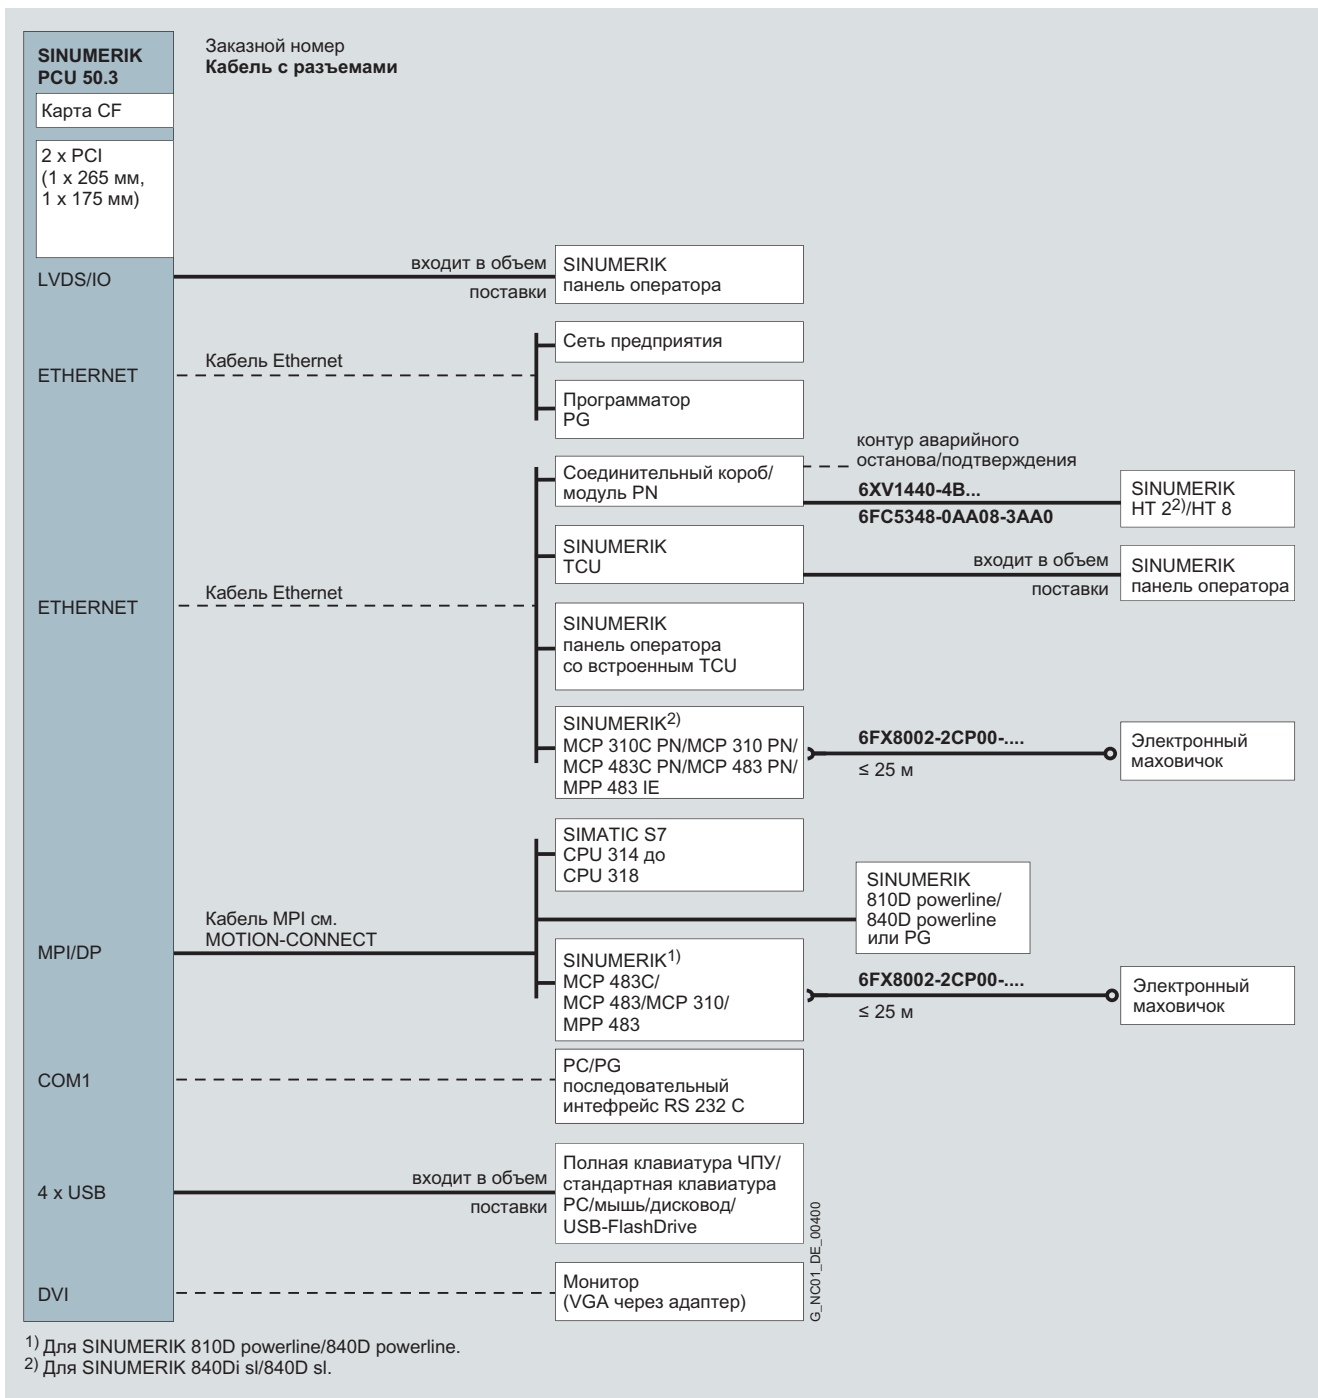 SINUMERIK
PCU 50.3
Заказной номер
Кабель с разъемами
Карта CF
2 x PCI
(1 x 265 мм,
1 x 175 мм)
LVDS/IO
входит в объем
поставки
SINUMERIK
панель оператора
ETHERNET
Кабель Ethernet
Сеть предприятия
Программатор
PG
ETHERNET
Кабель Ethernet
Соединительный короб/
модуль PN
контур аварийного
останова/подтверждения
6XV1440-4B...
6FC5348-0AA08-3AA0
SINUMERIK
HT 2 2)/HT 8
SINUMERIK
TCU
входит в объем
поставки
SINUMERIK
панель оператора
SINUMERIK
панель оператора
со встроенным TCU
SINUMERIK 2)
MCP 310C PN/MCP 310 PN/
MCP 483C PN/MCP 483 PN/
MPP 483 IE
6FX8002-2CP00-....
≤ 25 м
Электронный
маховичок
MPI/DP
Кабель MPI см.
MOTION-CONNECT
SIMATIC S7
CPU 314 до
CPU 318
SINUMERIK
810D powerline/
840D powerline
или PG
SINUMERIK 1)
MCP 483C/
MCP 483/MCP 310/
MPP 483
6FX8002-2CP00-....
≤ 25 м
Электронный
маховичок
COM1
PC/PG
последовательный
интефрейс RS 232 C
4 x USB
входит в объем
поставки
Полная клавиатура ЧПУ/
стандартная клавиатура
PC/мышь/дисковод/
USB-FlashDrive
DVI
Монитор
(VGA через адаптер)
G_NC01_DE_00400
1) Для SINUMERIK 810D powerline/840D powerline.
2) Для SINUMERIK 840Di sl/840D sl.